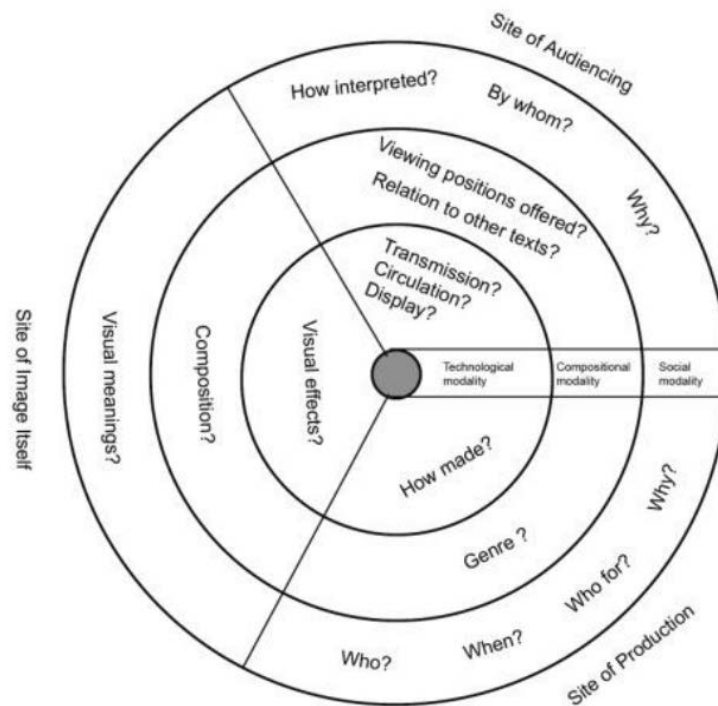 Site of Audiencing
How interpreted?
By whom?
Why?
Viewing positions offered?
Relation to other texts?
Transmission?
Circulation?
Display?
Site of Image Itself
Visual meanings?
Composition?
Visual effects?
Technological
modality
Compositional
modality
Social
modality
How made?
Genre ?
Why?
Who for?
When?
Who?
Site of Production